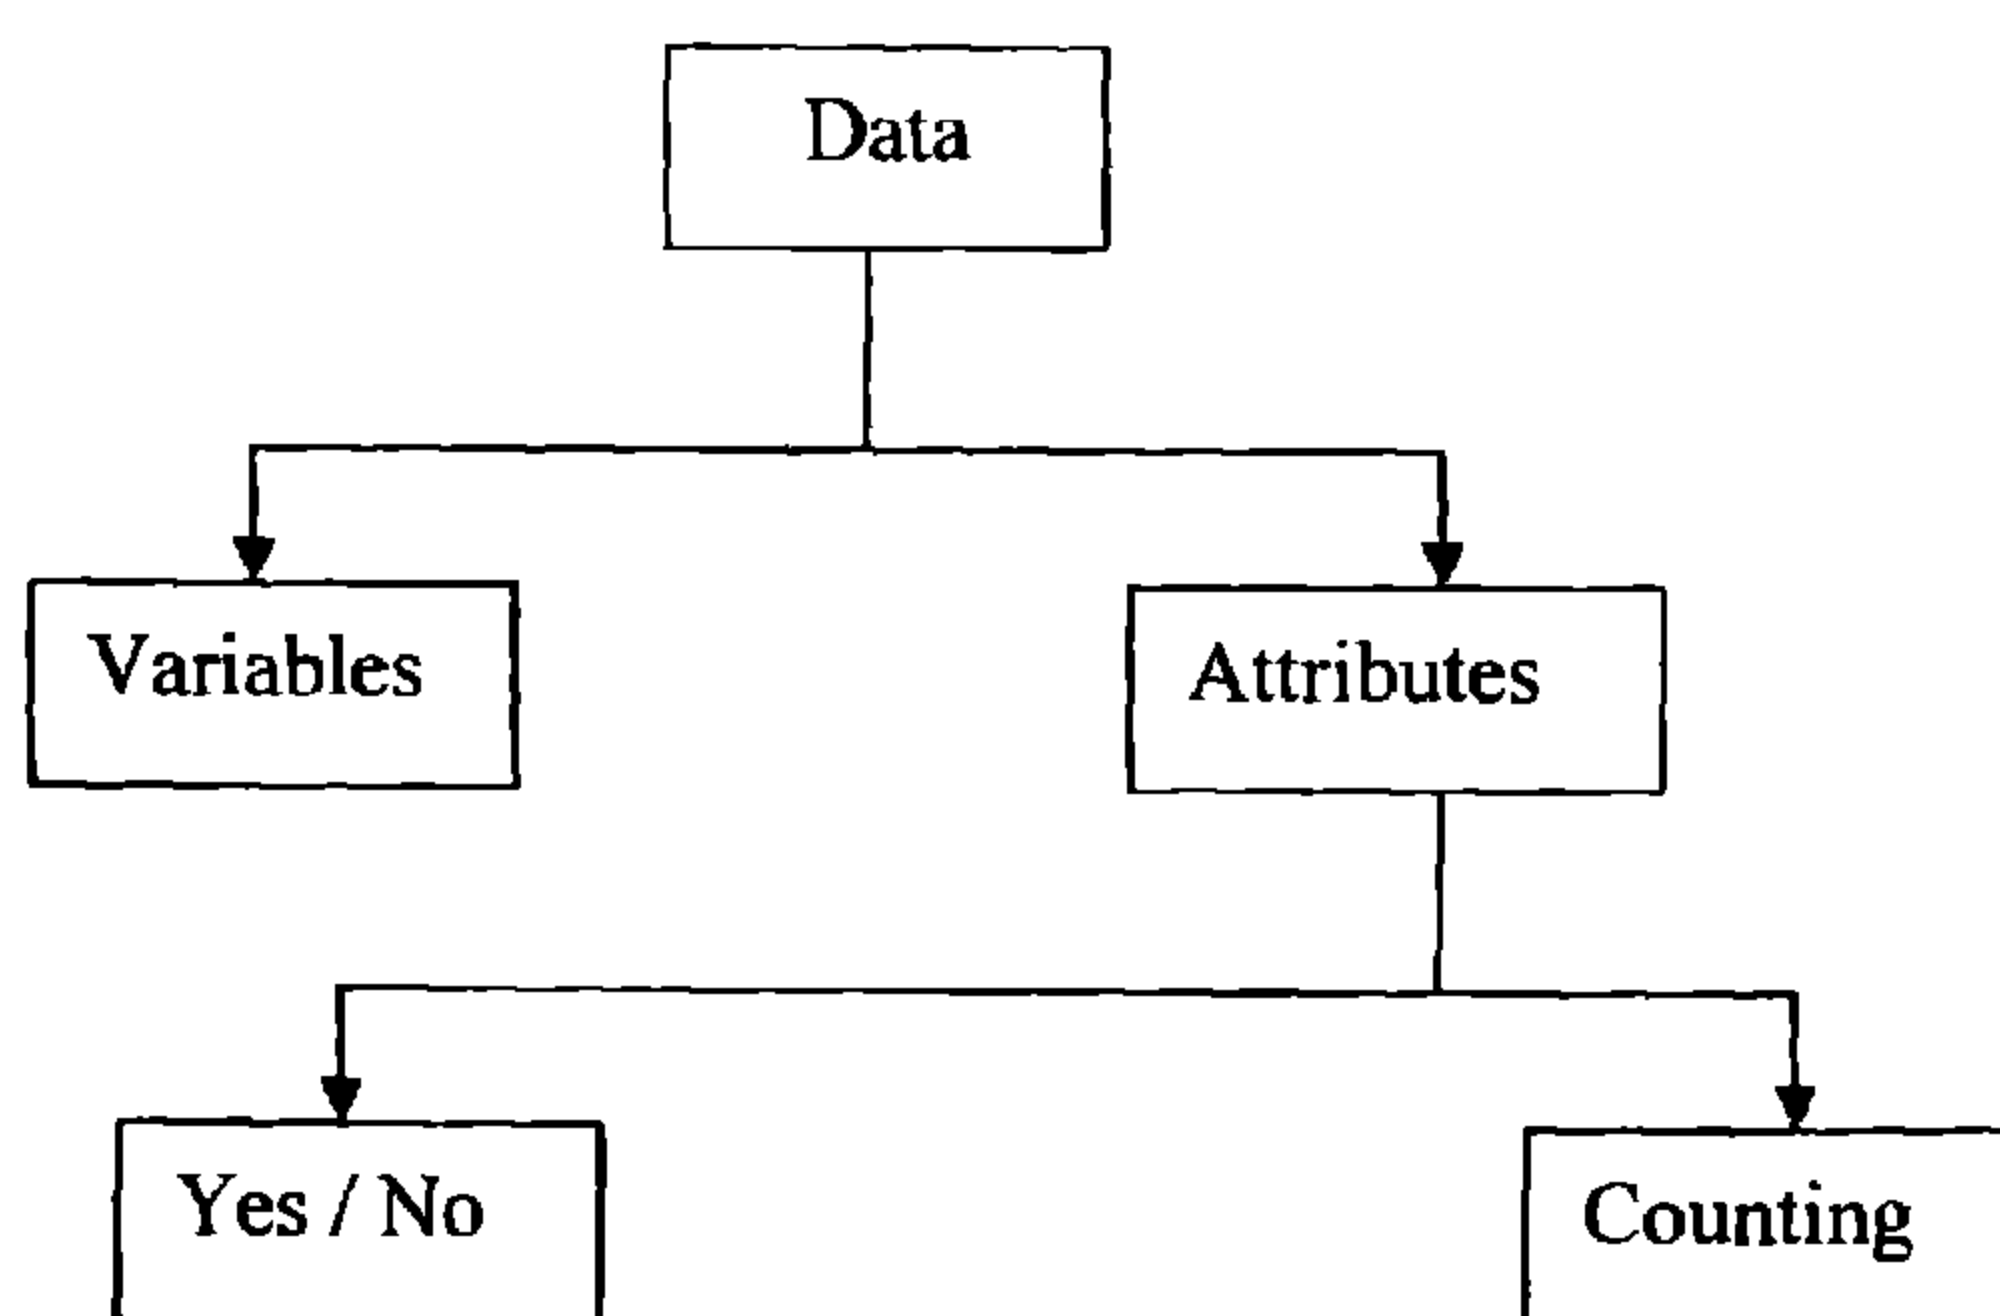 Data
Variables
Attributes
Yes / No
Counting